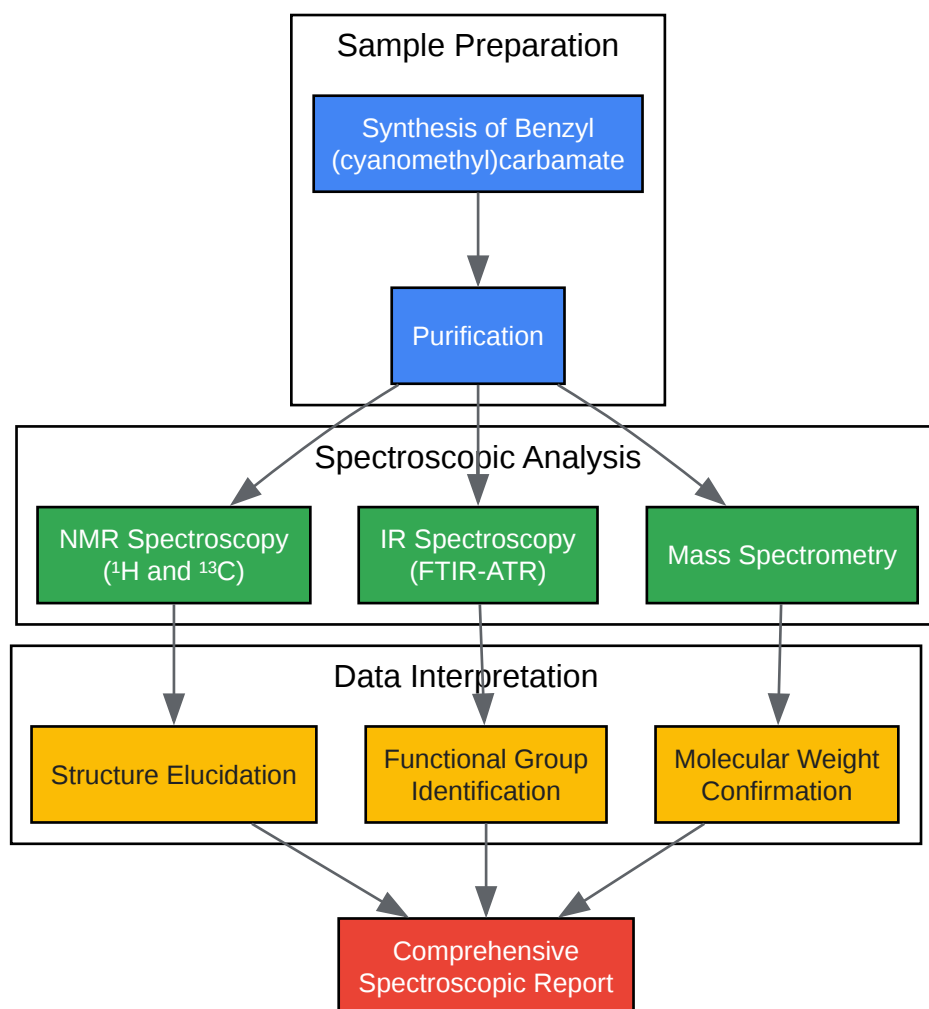 Sample Preparation
Synthesis of Benzyl
(cyanomethyl)carbamate
Purification
Spectroscopic Analysis
NMR Spectroscopy
(¹H and ¹³C)
IR Spectroscopy
(FTIR-ATR)
Mass Spectrometry
Data Interpretation
Structure Elucidation
Functional Group
Identification
Molecular Weight
Confirmation
Comprehensive
Spectroscopic Report